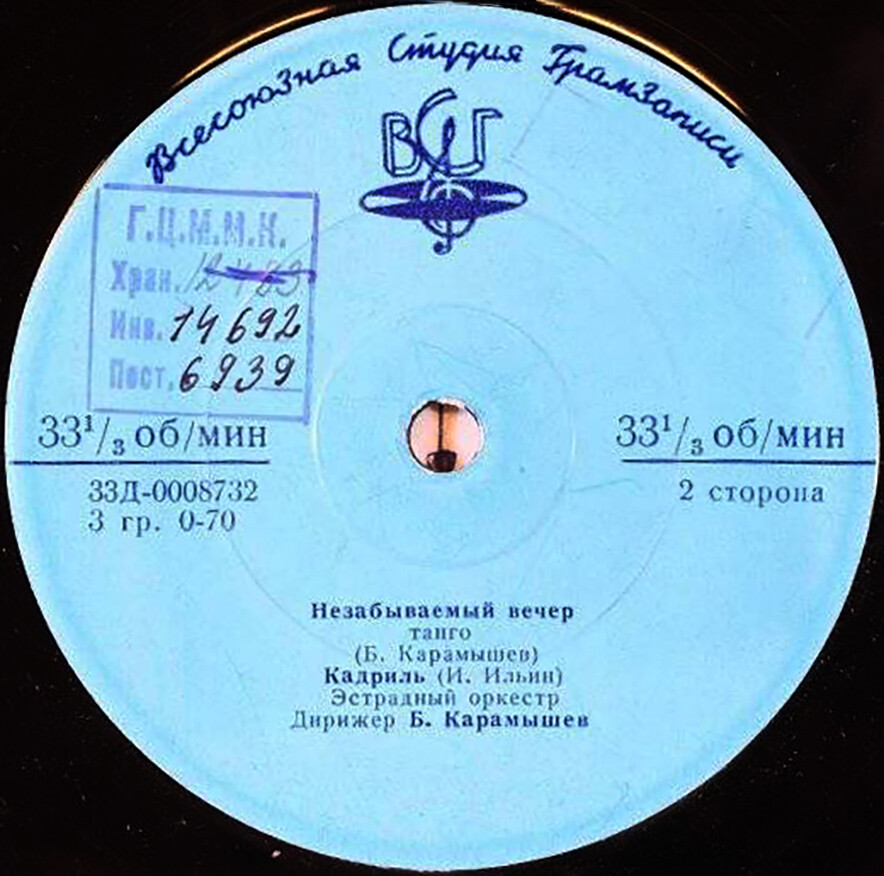 Всесоюзная Студия Грамзаписи
ВСГ
Г.Ц.М.М.К.
Хран. 12483
Инв. 14692
Пост. 6939
33¹/₃ об/мин
33Д-0008732
3 гр. 0-70
33¹/₃ об/мин
2 сторона
Незабываемый вечер
танго
(Б. Карамышев)
Кадриль (И. Ильин)
Эстрадный оркестр
Дирижер Б. Карамышев